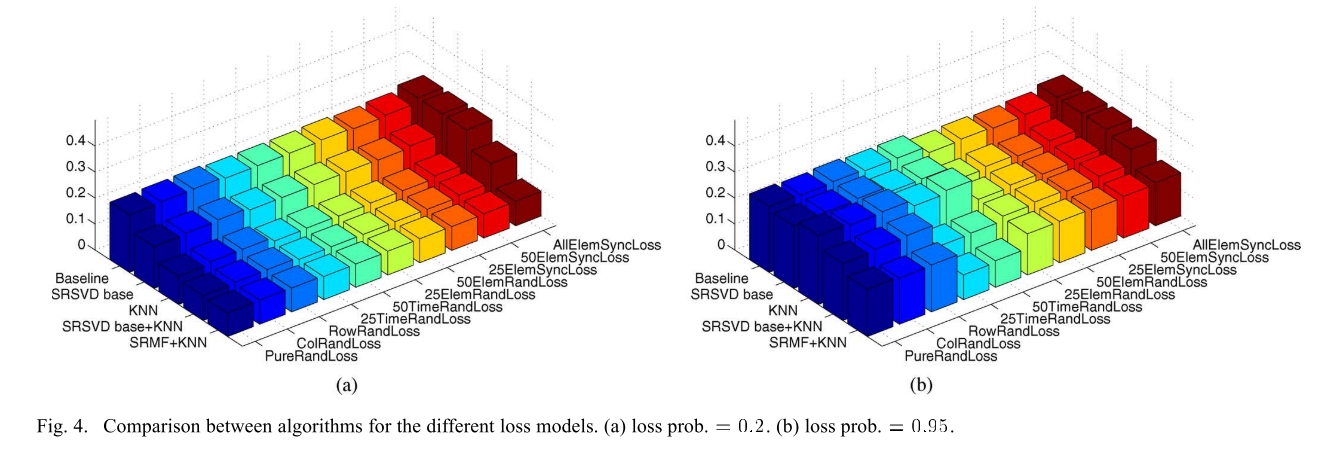 0.4
0.3
0.2
0.1
0
Baseline
SRSVD base
KNN
SRSVD base+KNN
SRMF+KNN
AllElemSyncLoss
50ElemSyncLoss
25ElemSyncLoss
50ElemRandLoss
25ElemRandLoss
50TimeRandLoss
25TimeRandLoss
RowRandLoss
ColRandLoss
PureRandLoss
(a)
0.4
0.3
0.2
0.1
0
Baseline
SRSVD base
KNN
SRSVD base+KNN
SRMF+KNN
AllElemSyncLoss
50ElemSyncLoss
25ElemSyncLoss
50ElemRandLoss
25ElemRandLoss
50TimeRandLoss
25TimeRandLoss
RowRandLoss
ColRandLoss
PureRandLoss
(b)
Fig. 4. Comparison between algorithms for the different loss models. (a) loss prob. = 0.2. (b) loss prob. = 0.95.